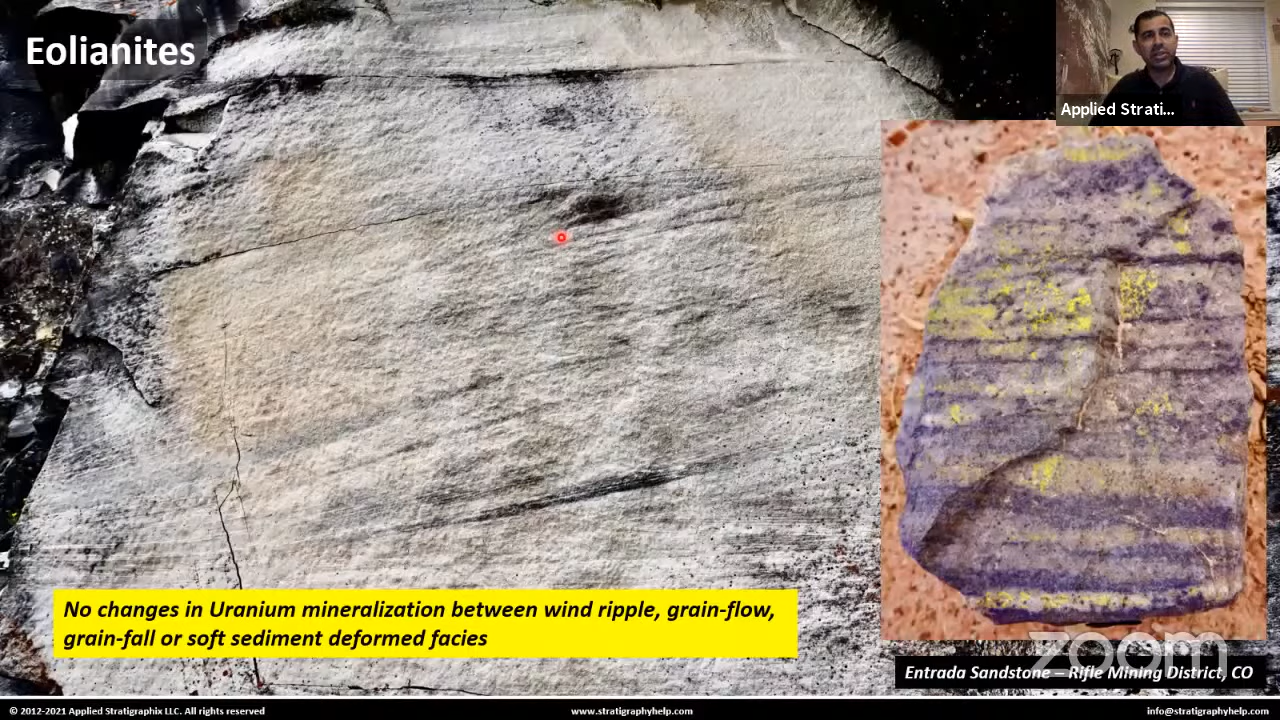 Eolianites
Applied Strati...
No changes in Uranium mineralization between wind ripple, grain-flow,
grain-fall or soft sediment deformed facies
zoom
Entrada Sandstone – Rifle Mining District, CO
© 2012-2021 Applied Stratigraphix LLC. All rights reserved
www.stratigraphyhelp.com
info@stratigraphyhelp.com